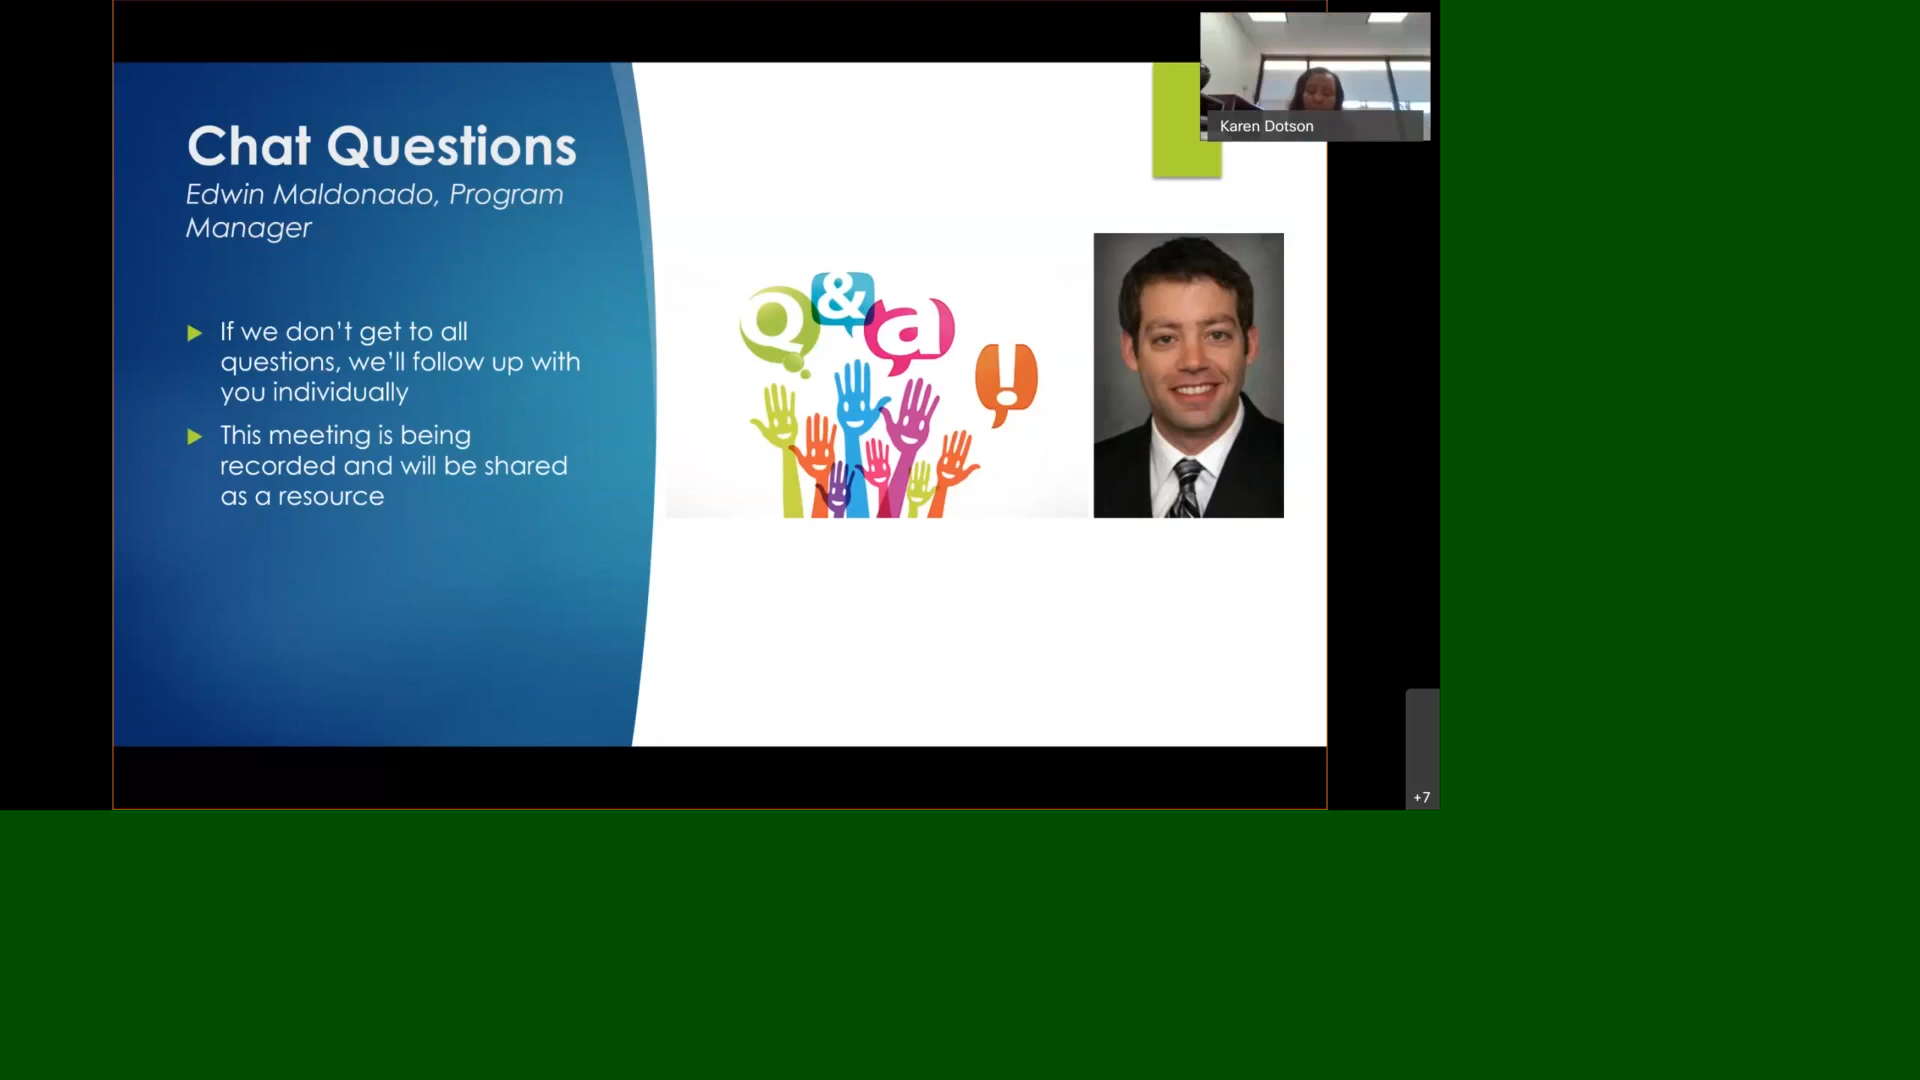 Chat Questions
Edwin Maldonado, Program
Manager
If we don't get to all
questions, we'll follow up with
you individually
This meeting is being
recorded and will be shared
as a resource
Q & a !
Karen Dotson
+7